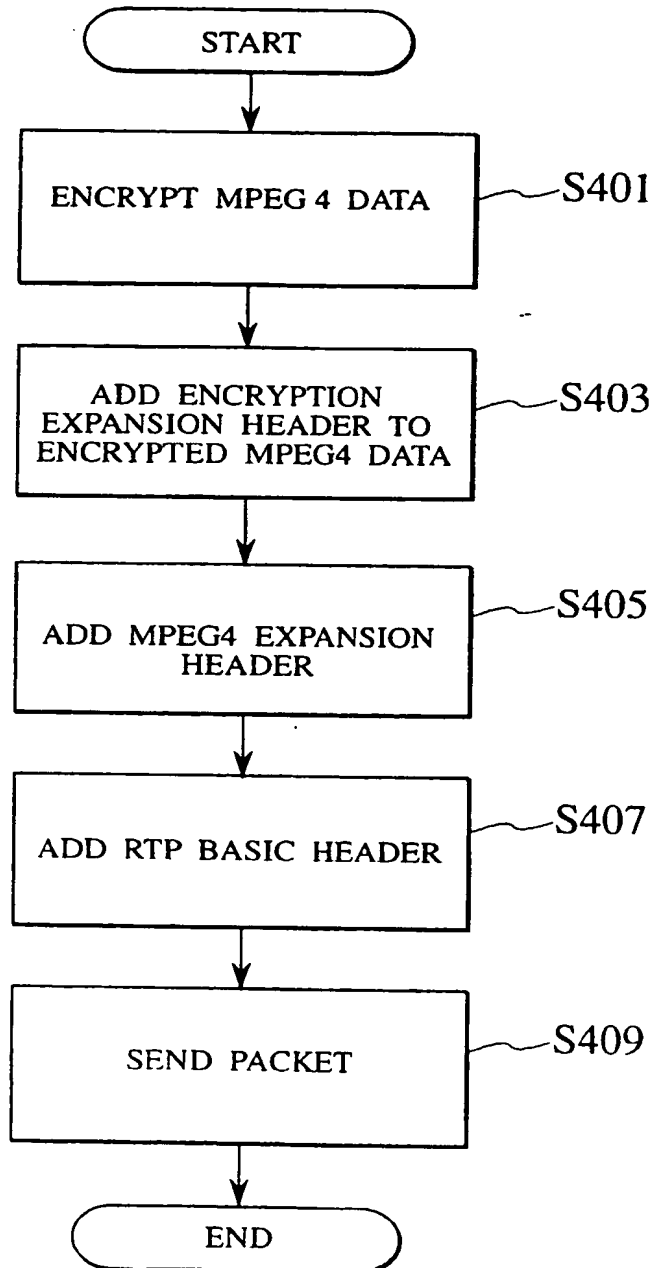 START
ENCRYPT MPEG 4 DATA
S401
ADD ENCRYPTION
EXPANSION HEADER TO
ENCRYPTED MPEG4 DATA
S403
ADD MPEG4 EXPANSION
HEADER
S405
ADD RTP BASIC HEADER
S407
SEND PACKET
S409
END